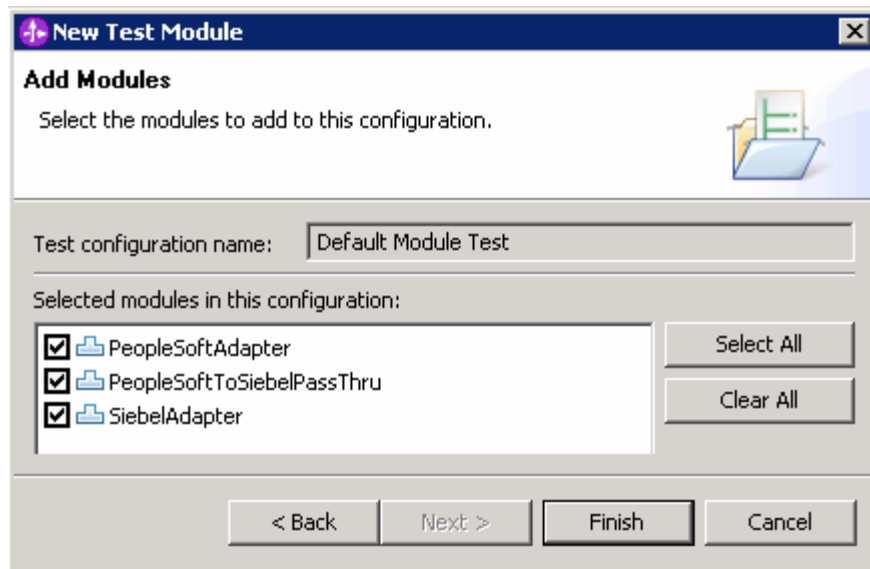 New Test Module
Add Modules
Select the modules to add to this configuration.
Test configuration name: Default Module Test
Selected modules in this configuration:
PeopleSoftAdapter
PeopleSoftToSiebelPassThru
SiebelAdapter
Select All
Clear All
< Back Next > Finish Cancel